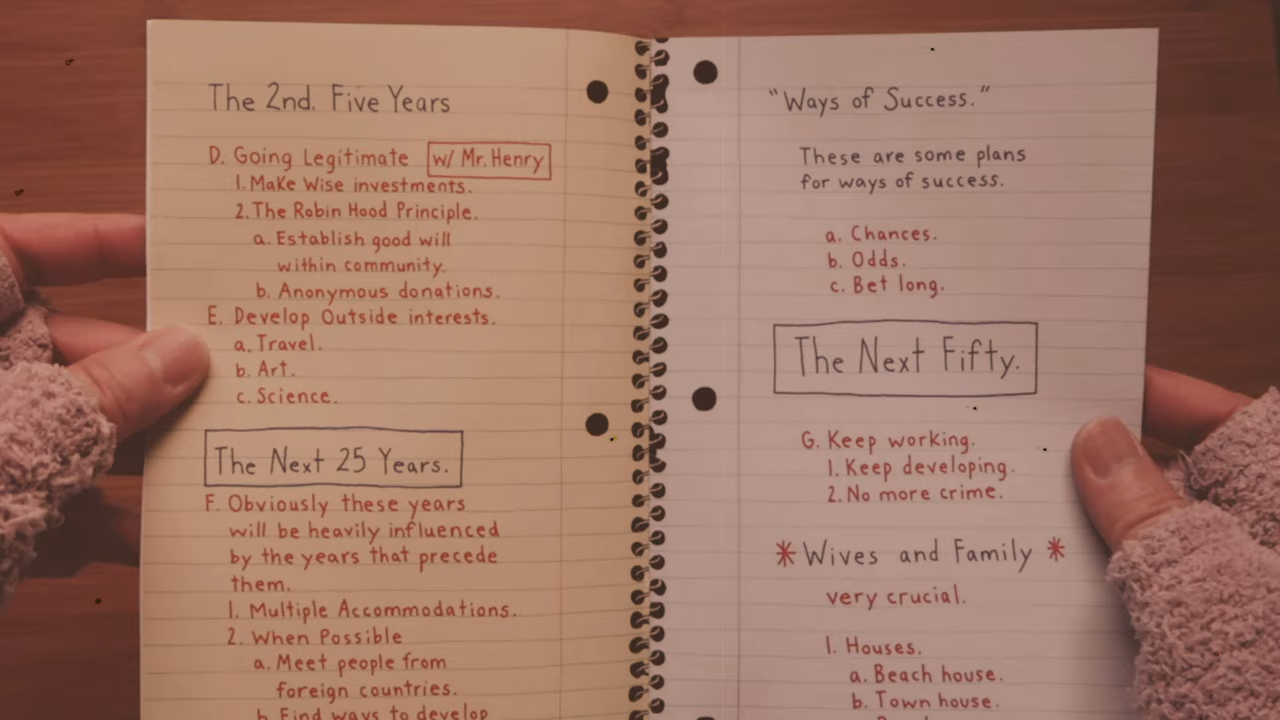 The 2nd. Five Years
D. Going Legitimate w/ Mr. Henry
1. Make Wise investments.
2. The Robin Hood Principle.
a. Establish good will
within community.
b. Anonymous donations.
E. Develop Outside interests.
a. Travel.
b. Art.
c. Science.
The Next 25 Years.
F. Obviously these years
will be heavily influenced
by the years that precede
them.
1. Multiple Accommodations.
2. When Possible
a. Meet people from
foreign countries.
b. Find ways to develop
"Ways of Success."
These are some plans
for ways of success.
a. Chances.
b. Odds.
c. Bet long.
The Next Fifty.
G. Keep working.
1. Keep developing.
2. No more crime.
* Wives and Family *
very crucial.
1. Houses.
a. Beach house.
b. Town house.